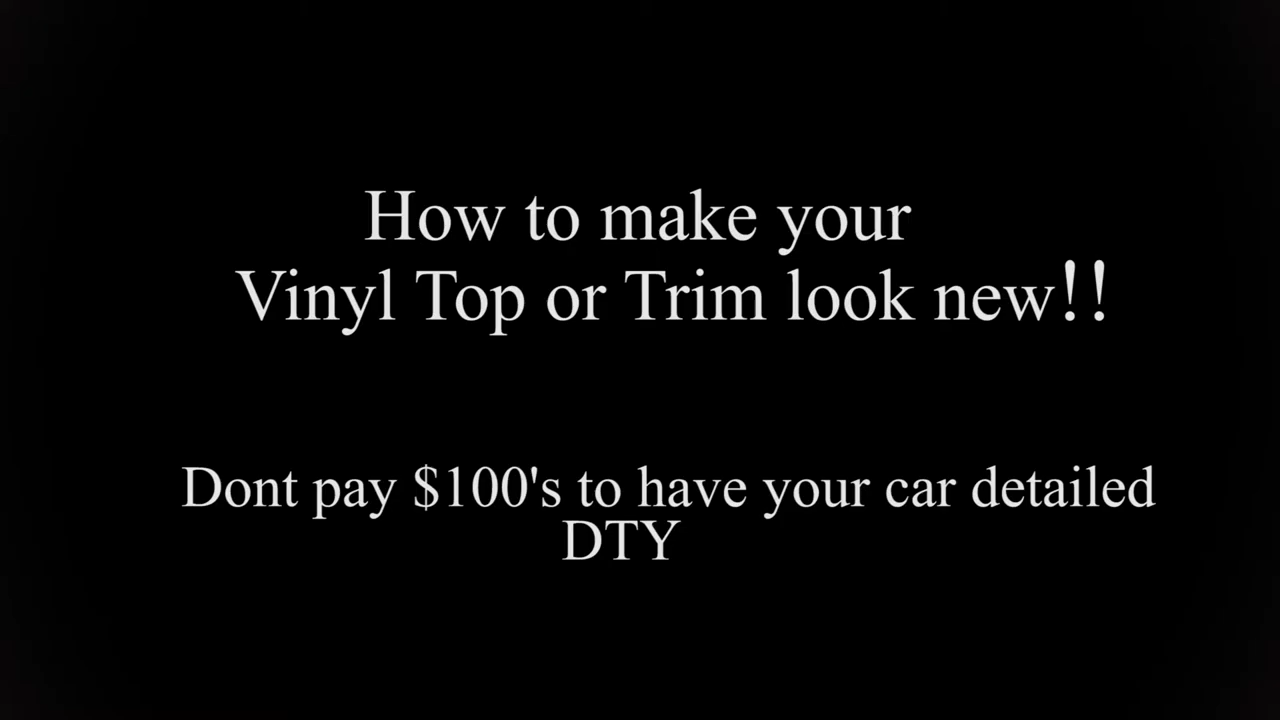 How to make your
Vinyl Top or Trim look new!!
Dont pay $100's to have your car detailed
DTY